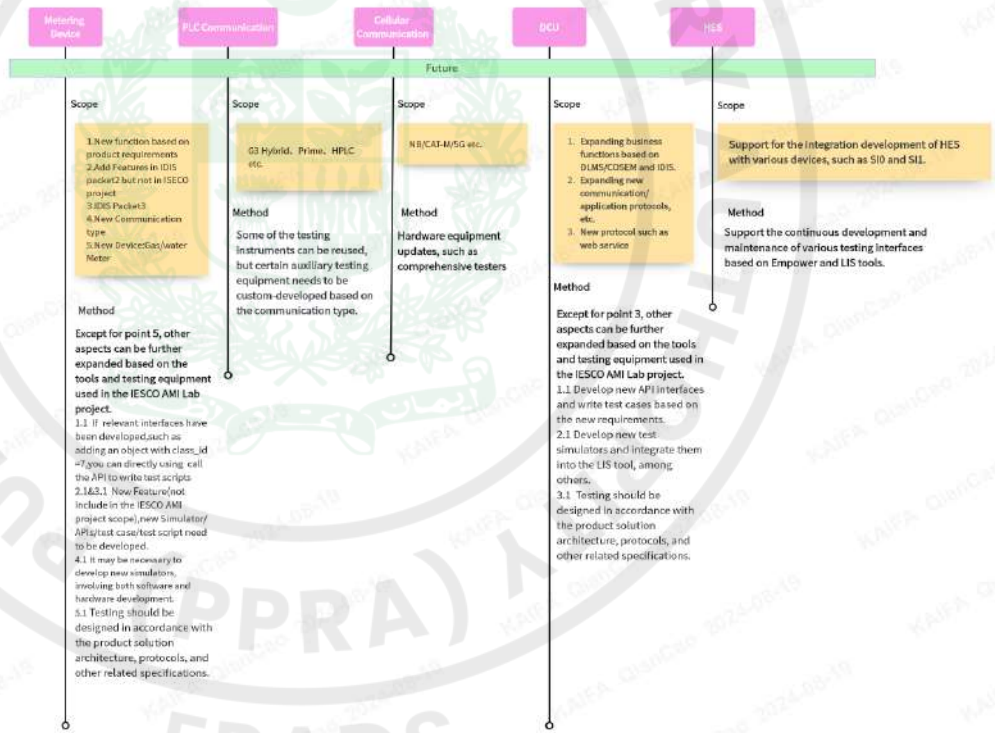 Metering
Device
PLC Communication
Cellular
Communication
DCU
HES
Future
Scope
1.New function based on
product requirements
2.Add Features in IDIS
packet2 but not in ISECO
project
3.IDIS Packet3
4.New Communication
type
5.New Device:Gas/water
Meter
Method
Except for point 5, other
aspects can be further
expanded based on the
tools and testing equipment
used in the IESCO AMI Lab
project.
1.1 If relevant interfaces have
been developed,such as
adding an object with class_id
=7,you can directly using call
the API to write test scripts
2.1&3.1 New Feature(not
include in the IESCO AMI
project scope),new Simulator/
APIs/test case/test script need
to be developed.
4.1 It may be necessary to
develop new simulators,
involving both software and
hardware development.
5.1 Testing should be
designed in accordance with
the product solution
architecture, protocols, and
other related specifications.
Scope
G3 Hybrid、Prime、HPLC
etc.
Method
Some of the testing
instruments can be reused,
but certain auxiliary testing
equipment needs to be
custom-developed based on
the communication type.
Scope
NB/CAT-M/5G etc.
Method
Hardware equipment
updates, such as
comprehensive testers
Scope
1. Expanding business
functions based on
DLMS/COSEM and IDIS.
2. Expanding new
communication/
application protocols,
etc.
3. New protocol such as
web service
Method
Except for point 3, other
aspects can be further
expanded based on the tools
and testing equipment used in
the IESCO AMI Lab project.
1.1 Develop new API interfaces
and write test cases based on
the new requirements.
2.1 Develop new test
simulators and integrate them
into the LIS tool, among
others.
3.1 Testing should be
designed in accordance with
the product solution
architecture, protocols, and
other related specifications.
Scope
Support for the integration development of HES
with various devices, such as SI0 and SI1.
Method
Support the continuous development and
maintenance of various testing interfaces
based on Empower and LIS tools.
(PPRA)
KAIFA QianCao 2024-08-19